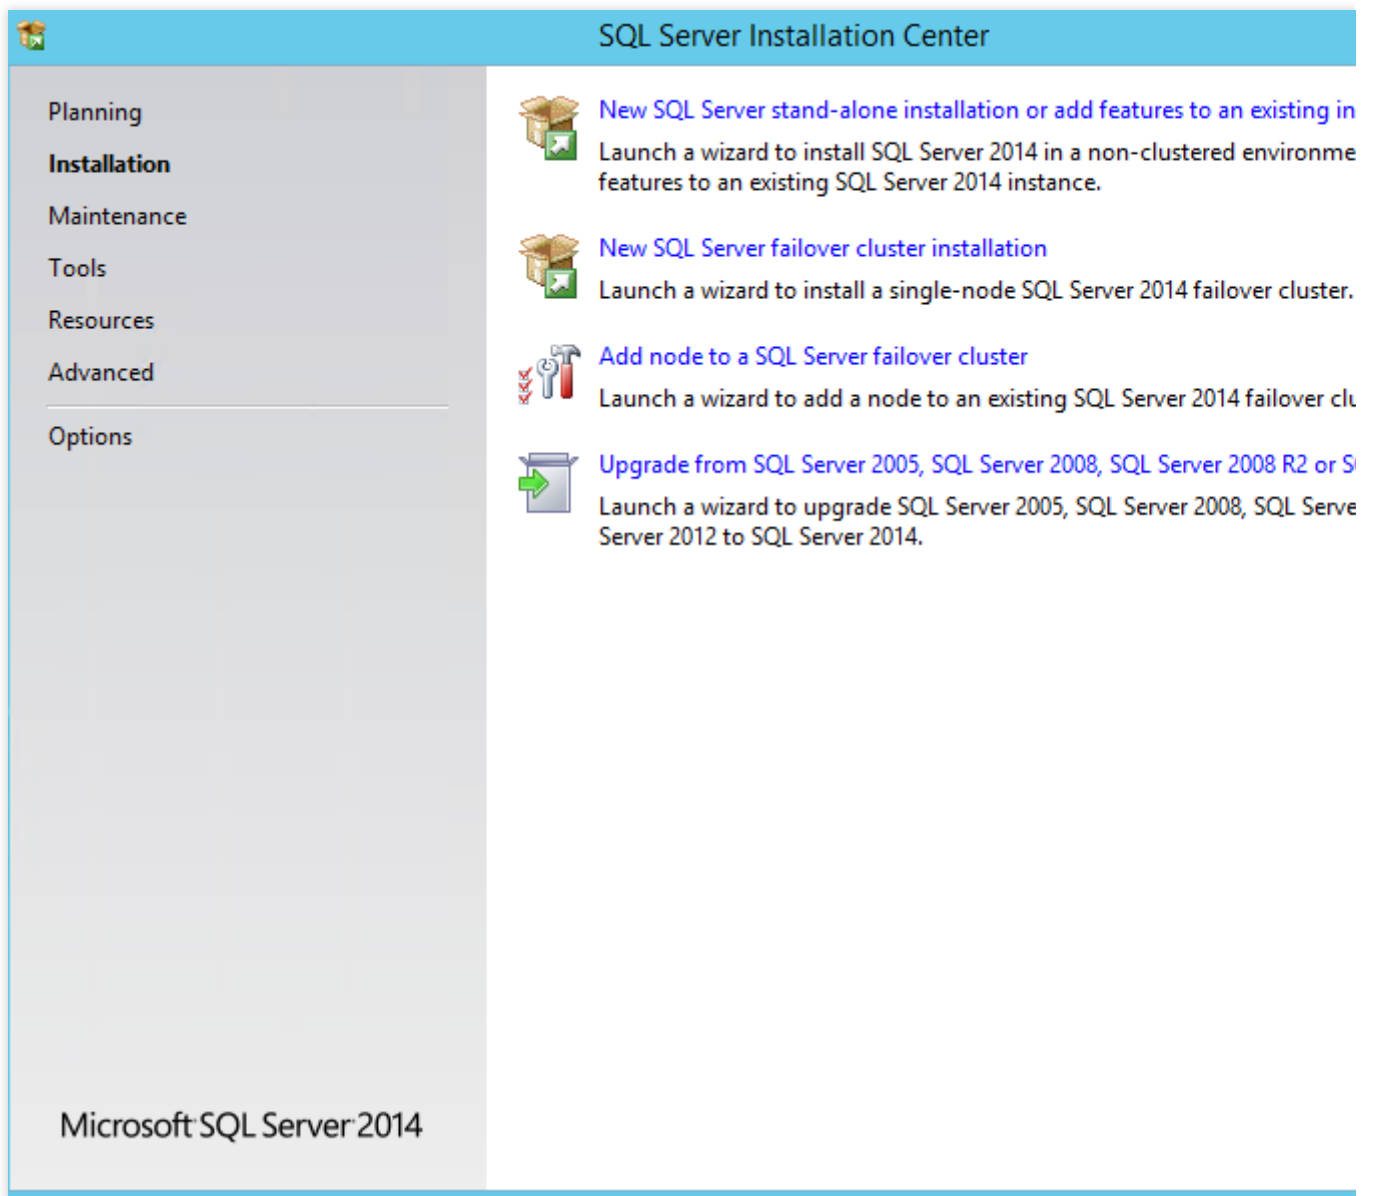 SQL Server Installation Center
Planning
Installation
Maintenance
Tools
Resources
Advanced
Options
Microsoft SQL Server 2014
New SQL Server stand-alone installation or add features to an existing in
Launch a wizard to install SQL Server 2014 in a non-clustered environme
features to an existing SQL Server 2014 instance.
New SQL Server failover cluster installation
Launch a wizard to install a single-node SQL Server 2014 failover cluster.
Add node to a SQL Server failover cluster
Launch a wizard to add a node to an existing SQL Server 2014 failover clu
Upgrade from SQL Server 2005, SQL Server 2008, SQL Server 2008 R2 or S
Launch a wizard to upgrade SQL Server 2005, SQL Server 2008, SQL Serve
Server 2012 to SQL Server 2014.